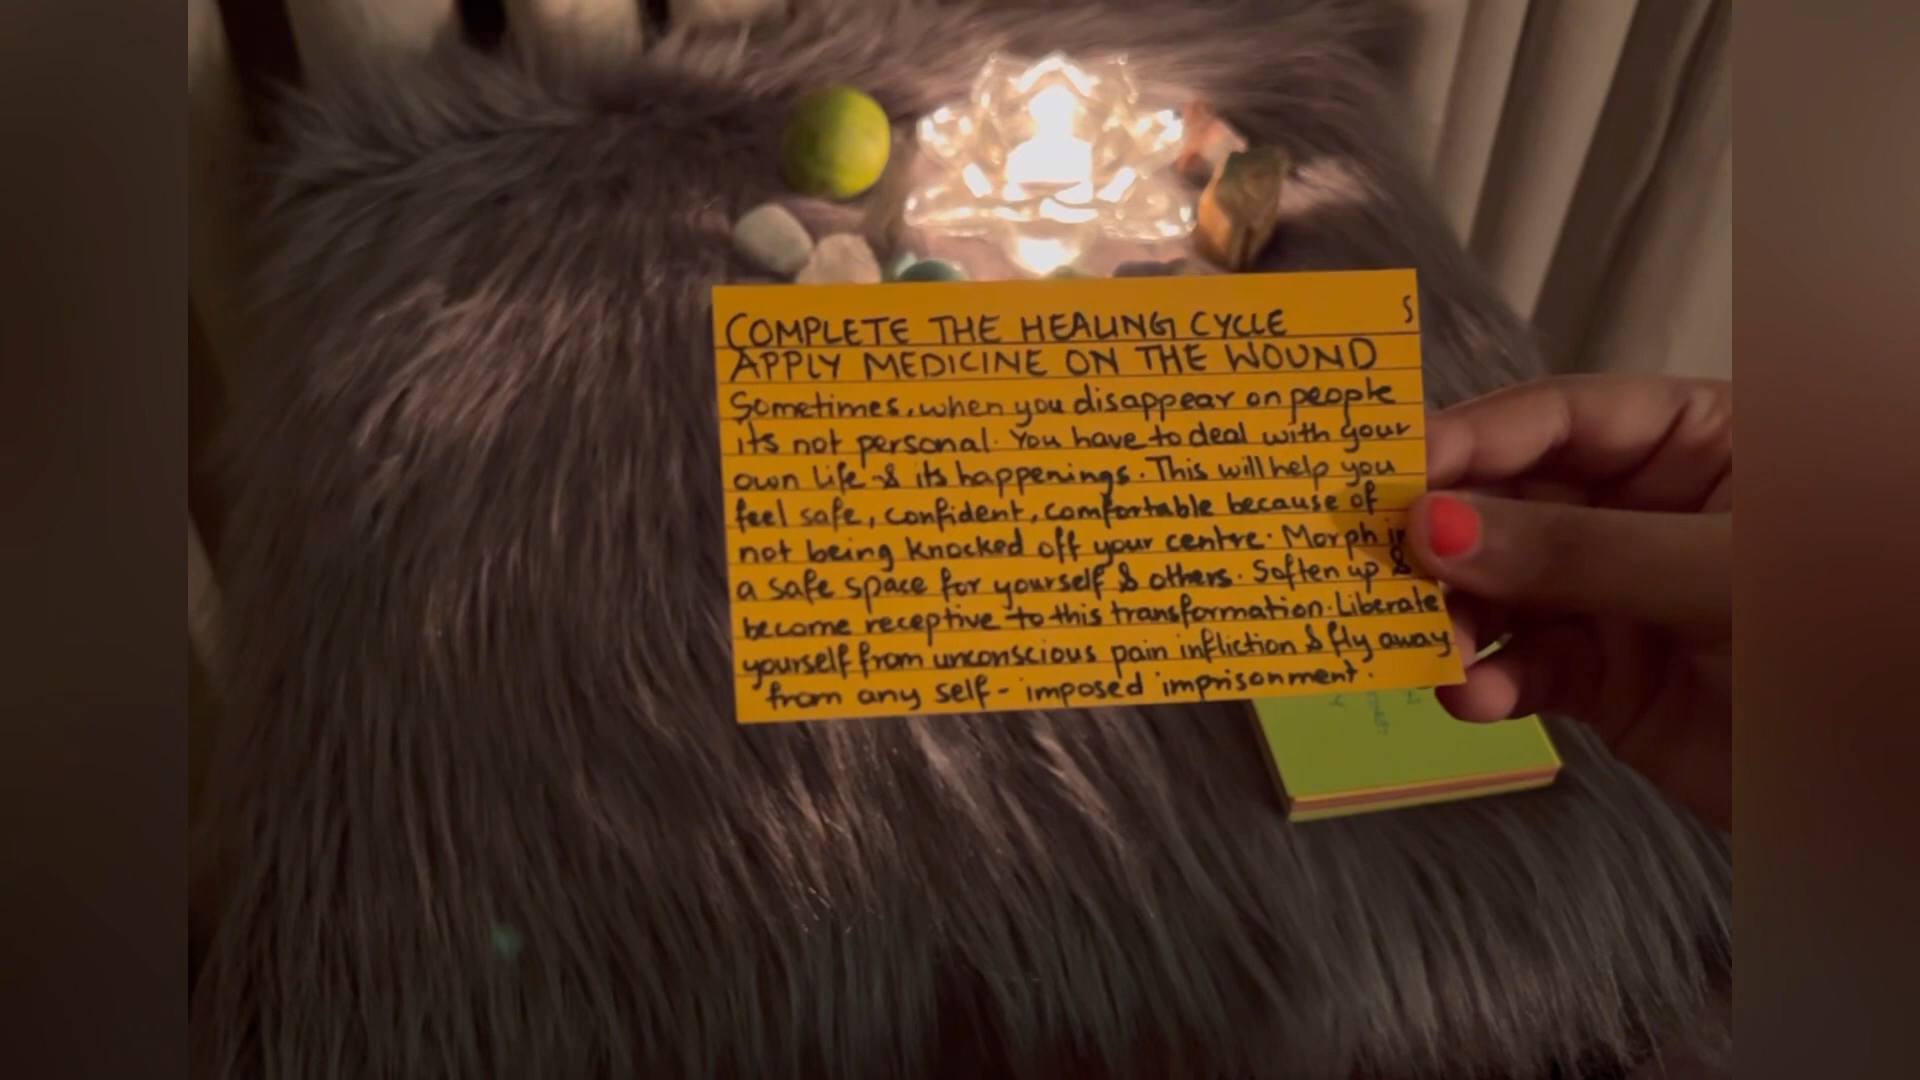 S
COMPLETE THE HEALING CYCLE
APPLY MEDICINE ON THE WOUND
Sometimes, when you disappear on people
its not personal. You have to deal with your
own life & its happenings. This will help you
feel safe, confident, comfortable because of
not being knocked off your centre. Morph in
a safe space for yourself & others. Soften up &
become receptive to this transformation. Liberate
yourself from unconscious pain infliction & fly away
from any self-imposed imprisonment.